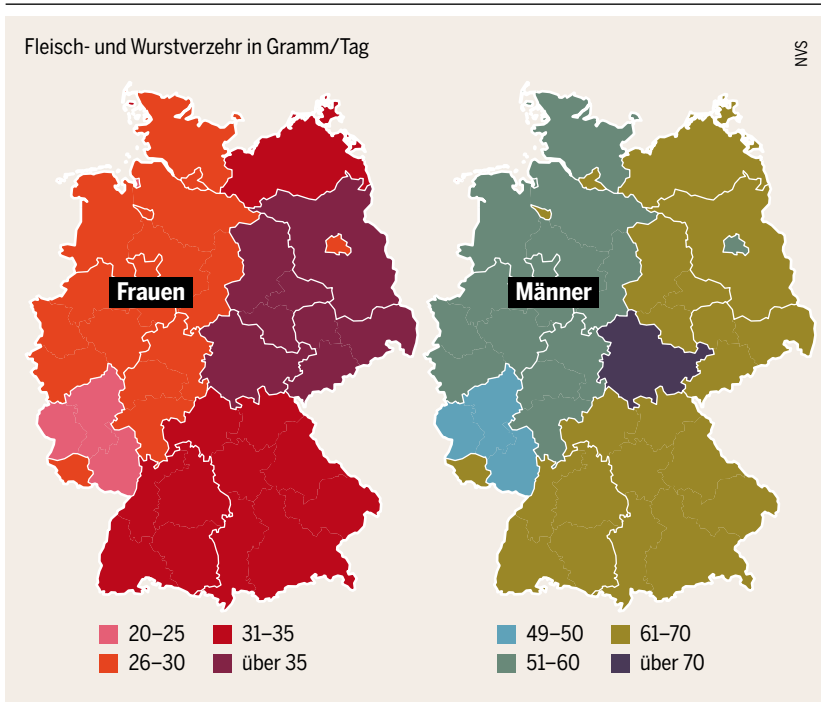 Fleisch- und Wurstverzehr in Gramm/Tag
NVS
Frauen
Männer
20–25
31–35
26–30
über 35
49–50
61–70
51–60
über 70